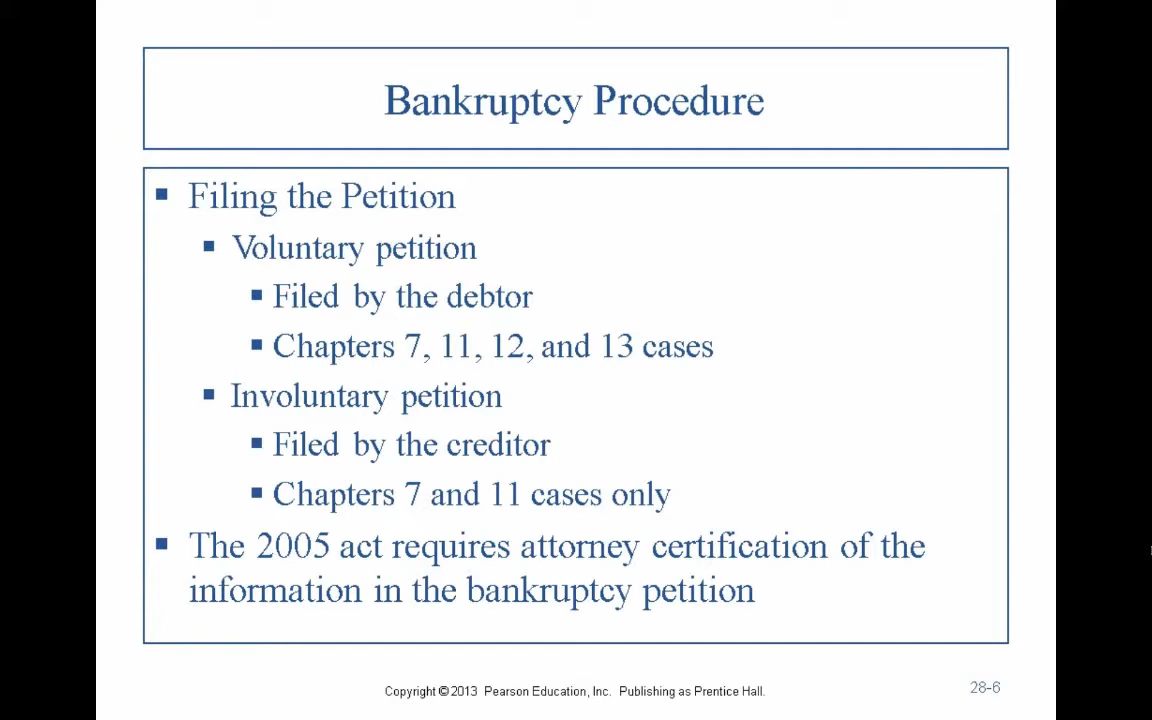 Bankruptcy Procedure
Filing the Petition
Voluntary petition
Filed by the debtor
Chapters 7, 11, 12, and 13 cases
Involuntary petition
Filed by the creditor
Chapters 7 and 11 cases only
The 2005 act requires attorney certification of the
information in the bankruptcy petition
Copyright © 2013 Pearson Education, Inc. Publishing as Prentice Hall.
28-6